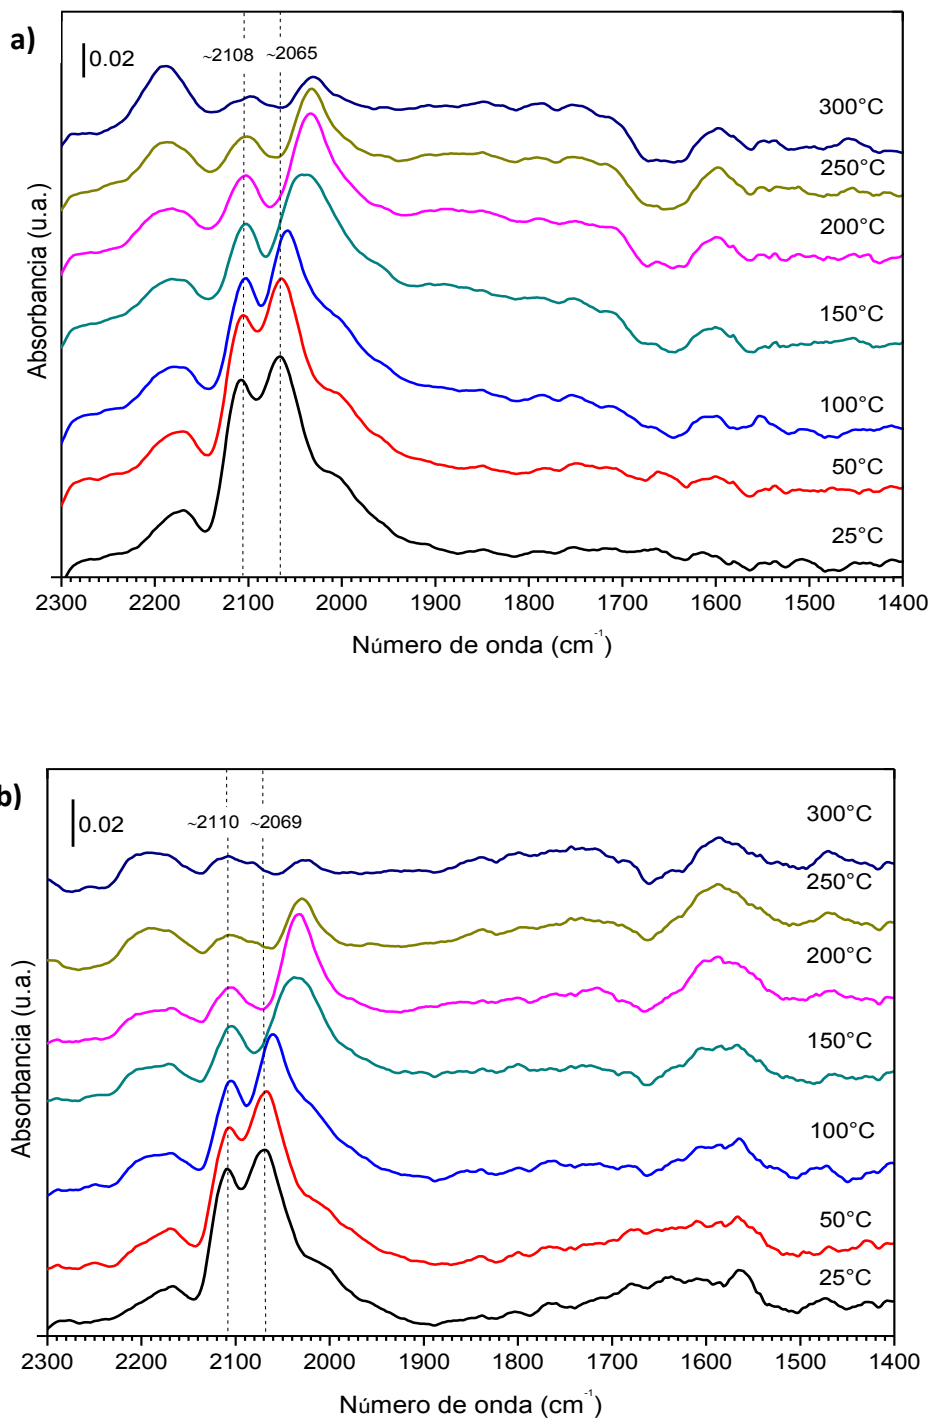 a)
0.02
~2108
~2065
300°C
250°C
200°C
150°C
100°C
50°C
25°C
Absorbancia (u.a.)
2300 2200 2100 2000 1900 1800 1700 1600 1500 1400
Número de onda (cm⁻¹)
b)
0.02
~2110
~2069
300°C
250°C
200°C
150°C
100°C
50°C
25°C
Absorbancia (u.a.)
2300 2200 2100 2000 1900 1800 1700 1600 1500 1400
Número de onda (cm⁻¹)